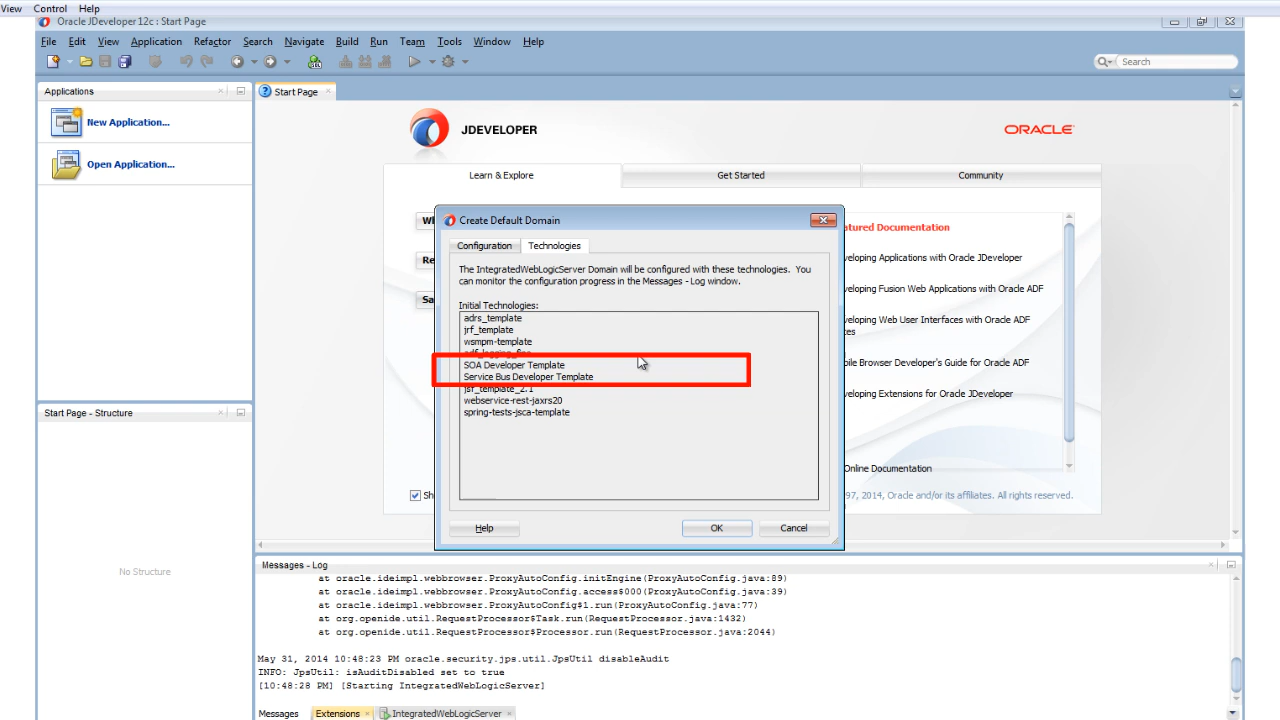 View Control Help
Oracle JDeveloper 12c : Start Page
File Edit View Application Refactor Search Navigate Build Run Team Tools Window Help
Search
Applications
Start Page
New Application...
Open Application...
JDEVELOPER
ORACLE
Learn & Explore
Get Started
Community
Create Default Domain
Configuration
Technologies
The IntegratedWebLogicServer Domain will be configured with these technologies. You
can monitor the configuration progress in the Messages - Log window.
Initial Technologies:
adrs_template
jrf_template
wsmpm-template
SOA Developer Template
Service Bus Developer Template
jsf_template_2.1
webservice-rest-jaxrs20
spring-tests-jsca-template
Help
OK
Cancel
atured Documentation
veloping Applications with Oracle JDeveloper
veloping Fusion Web Applications with Oracle ADF
veloping Web User Interfaces with Oracle ADF
ces
bile Browser Developer's Guide for Oracle ADF
veloping Extensions for Oracle JDeveloper
Online Documentation
97, 2014, Oracle and/or its affiliates. All rights reserved.
Wh
Re
Sa
Sh
Start Page - Structure
No Structure
Messages - Log
at oracle.ideimpl.webbrowser.ProxyAutoConfig.initEngine(ProxyAutoConfig.java:89)
at oracle.ideimpl.webbrowser.ProxyAutoConfig.access$000(ProxyAutoConfig.java:39)
at oracle.ideimpl.webbrowser.ProxyAutoConfig$1.run(ProxyAutoConfig.java:77)
at org.openide.util.RequestProcessor$Task.run(RequestProcessor.java:1432)
at org.openide.util.RequestProcessor$Processor.run(RequestProcessor.java:2044)
May 31, 2014 10:48:23 PM oracle.security.jps.util.JpsUtil disableAudit
INFO: JpsUtil: isAuditDisabled set to true
[10:48:28 PM] [Starting IntegratedWebLogicServer]
Messages
Extensions
IntegratedWebLogicServer